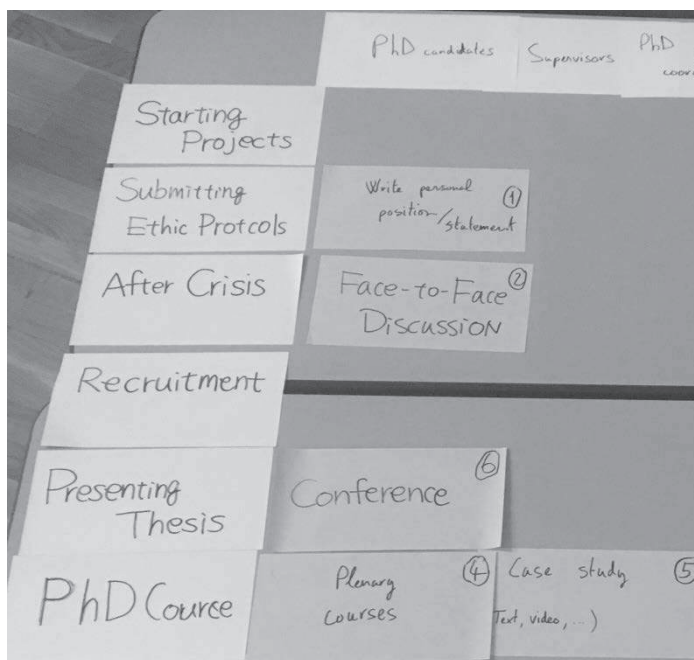 PhD candidates
Supervisors
PhD
Starting
Projects
Submitting
Ethic Protcols
Write personal ①
position/statement
After Crisis
Face-to-Face ②
DISCUSSION
Recruitment
Presenting
Thesis
Conference ⑥
PhD Cource
Plenary ④
courses
Case study ⑤
Text, video, ...)